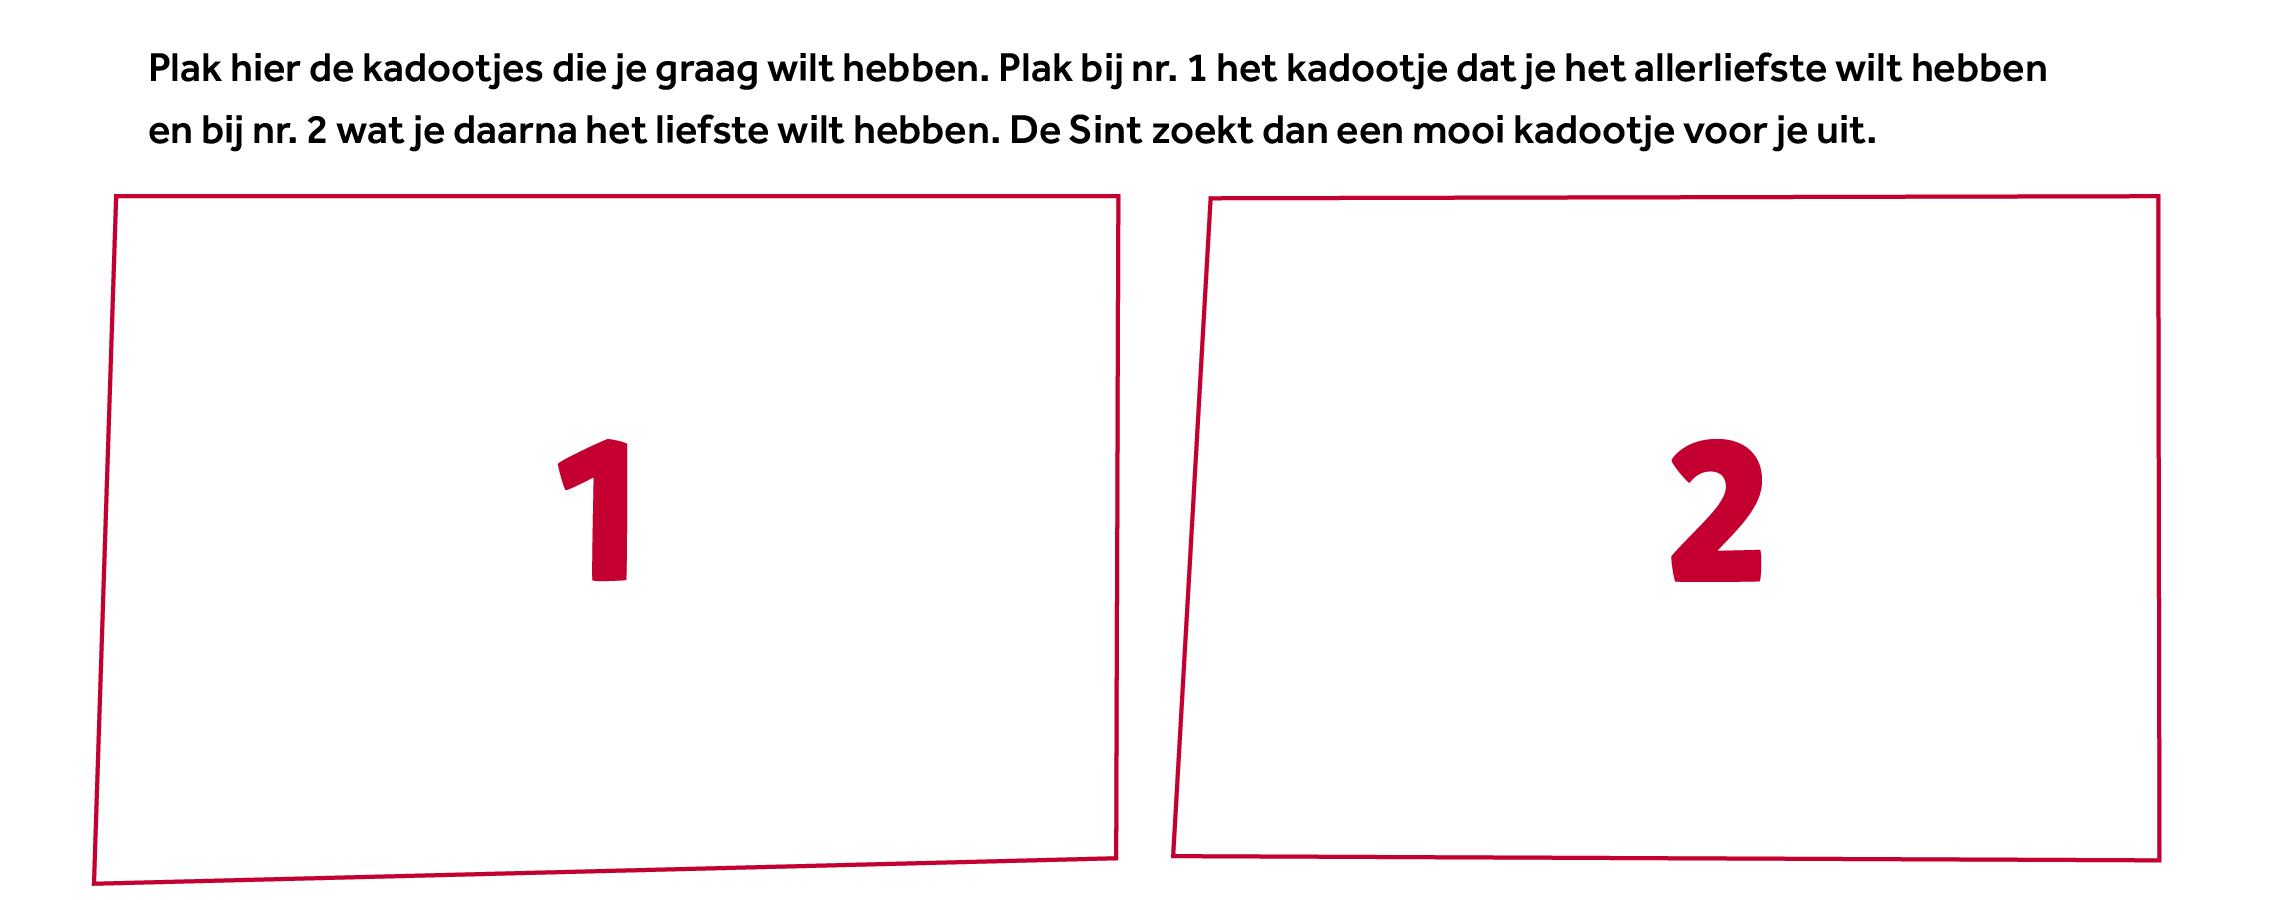 Plak hier de kadootjes die je graag wilt hebben. Plak bij nr. 1 het kadootje dat je het allerliefste wilt hebben
en bij nr. 2 wat je daarna het liefste wilt hebben. De Sint zoekt dan een mooi kadootje voor je uit.
1
2